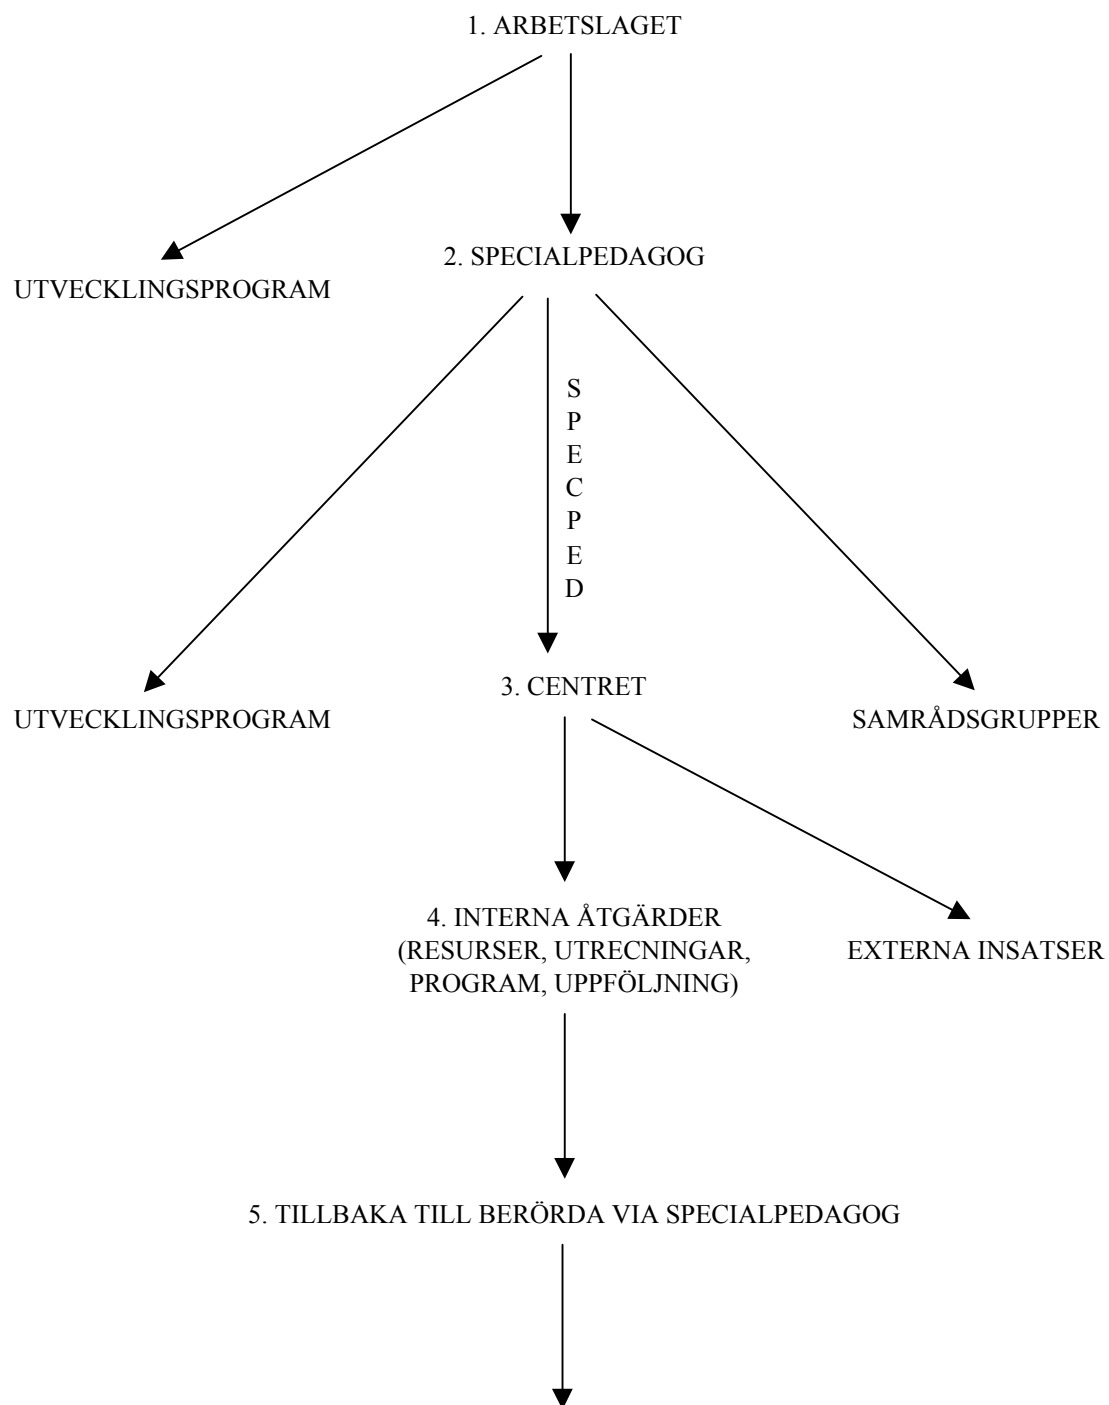 1. ARBETSLAGET
2. SPECIALPEDAGOG
UTVECKLINGSPROGRAM
S
P
E
C
P
E
D
3. CENTRET
UTVECKLINGSPROGRAM
SAMRÅDSGRUPPER
4. INTERNA ÅTGÄRDER
(RESURSER, UTRECNINGAR,
PROGRAM, UPPFÖLJNING)
EXTERNA INSATSER
5. TILLBAKA TILL BERÖRDA VIA SPECIALPEDAGOG